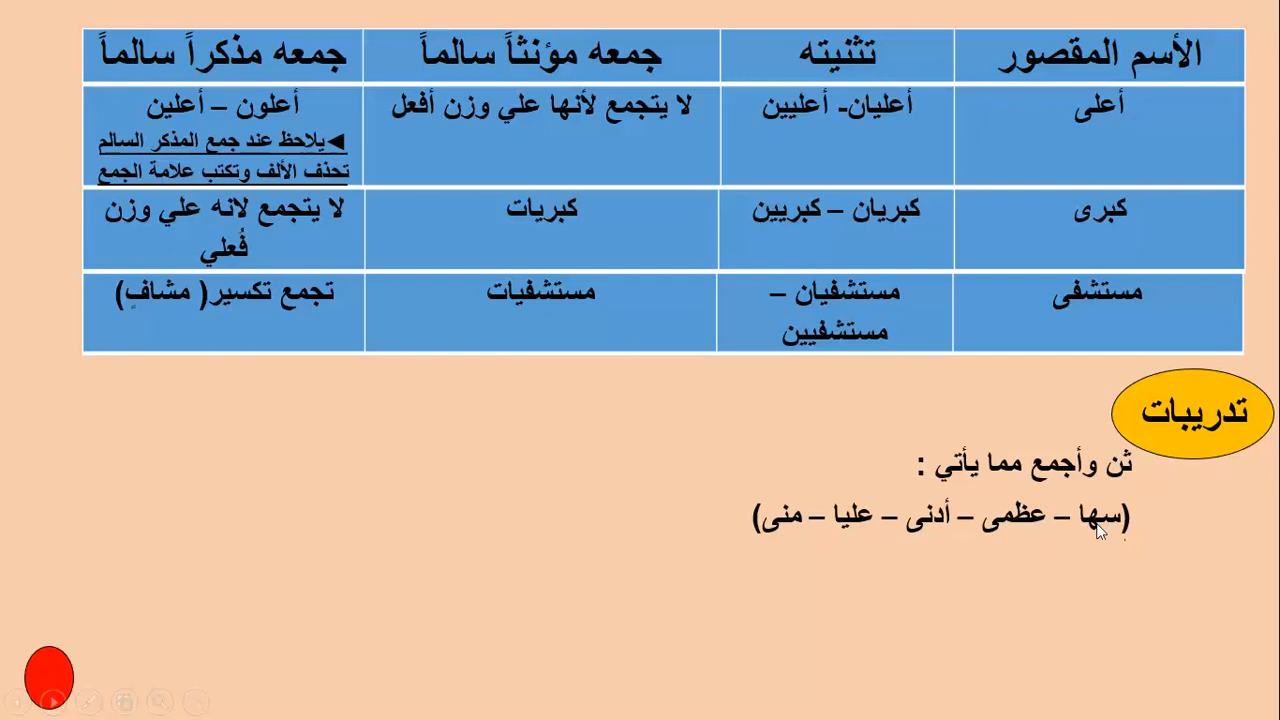 الأسم المقصور تثنيته جمعه مؤنثاً سالماً جمعه مذكراً سالماً
أعلى أعليان- أعليين لا يتجمع لأنها علي وزن أفعل أعلون – أعلين
◄يلاحظ عند جمع المذكر السالم
تحذف الألف وتكتب علامة الجمع
كبرى كبريان – كبريين كبريات لا يتجمع لانه علي وزن
فُعلي
مستشفى مستشفيان – مستشفيات تجمع تكسير( مشافٍ)
مستشفيين
تدريبات
ثن وأجمع مما يأتي :
(سها – عظمى – أدنى – عليا – منى)